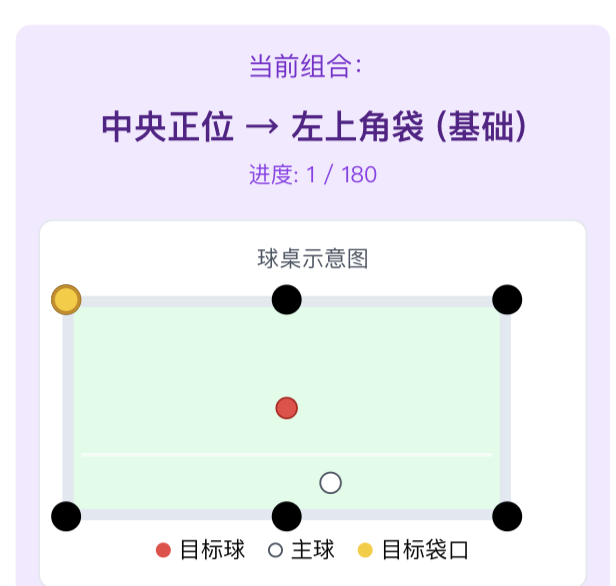 当前组合：
中央正位 → 左上角袋 (基础)
进度: 1 / 180
球桌示意图
目标球 主球 目标袋口